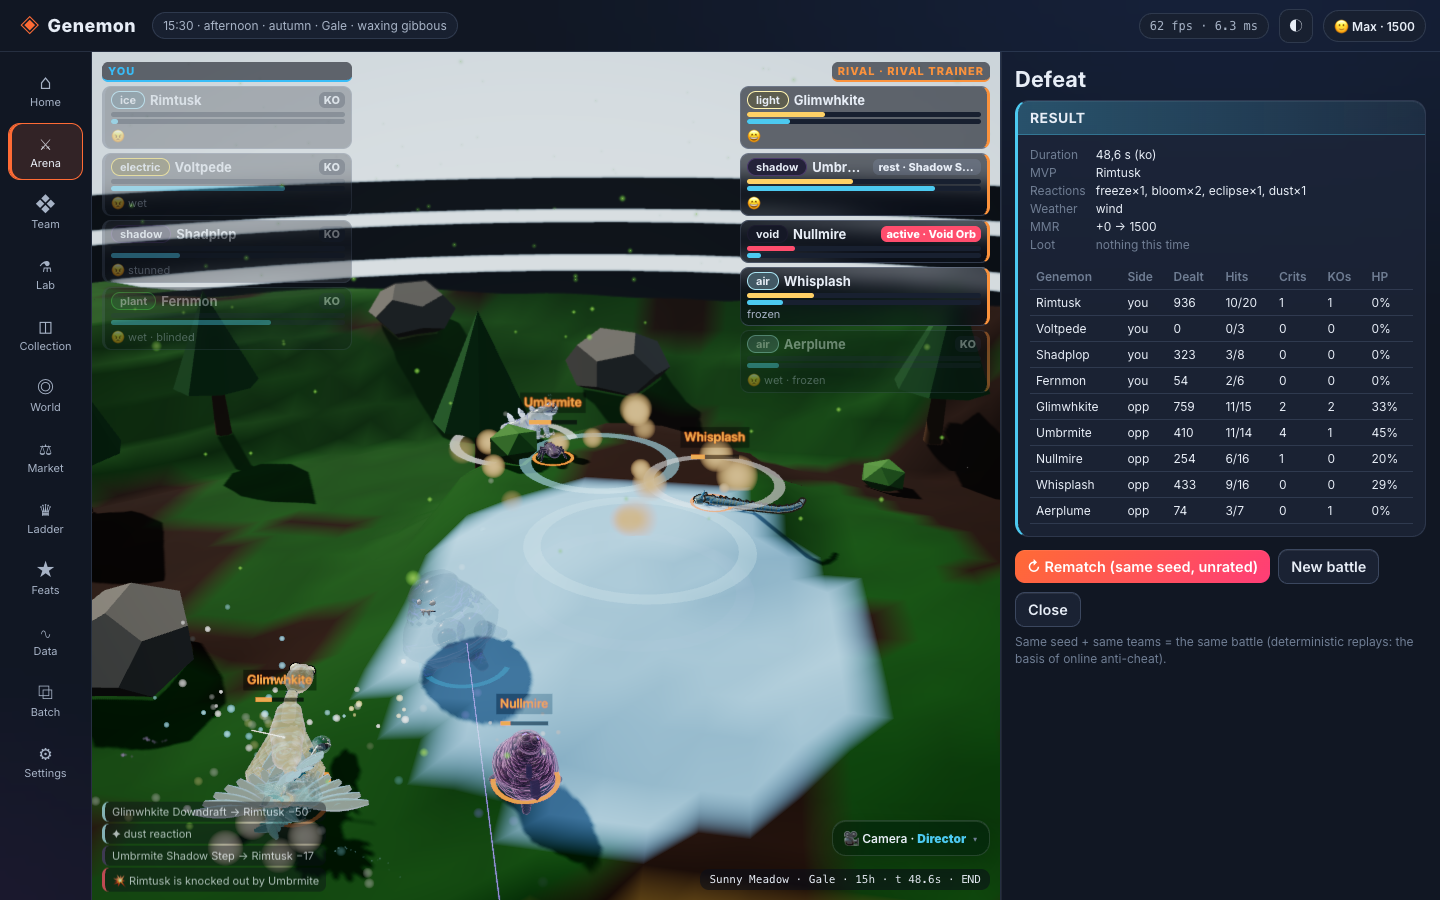 Genemon
15:30 · afternoon · autumn · Gale · waxing gibbous
62 fps · 6.3 ms
Max · 1500
Home
Arena
Team
Lab
Collection
World
Market
Ladder
Feats
Data
Batch
Settings
YOU
ice Rimtusk KO
electric Voltpede KO
wet
shadow Shadplop KO
stunned
plant Fernmon KO
wet · blinded
RIVAL · RIVAL TRAINER
light Glimwhkite
shadow Umbr... rest · Shadow S...
void Nullmire active · Void Orb
air Whisplash
frozen
air Aerplume KO
wet · frozen
Umbrmite
Whisplash
Glimwhkite
Nullmire
Glimwhkite Downdraft → Rimtusk −50
✦ dust reaction
Umbrmite Shadow Step → Rimtusk −17
Rimtusk is knocked out by Umbrmite
Camera · Director
Sunny Meadow · Gale · 15h · t 48.6s · END
Defeat
RESULT
Duration 48,6 s (ko)
MVP Rimtusk
Reactions freeze×1, bloom×2, eclipse×1, dust×1
Weather wind
MMR +0 → 1500
Loot nothing this time
Genemon Side Dealt Hits Crits KOs HP
Rimtusk you 936 10/20 1 1 0%
Voltpede you 0 0/3 0 0 0%
Shadplop you 323 3/8 0 0 0%
Fernmon you 54 2/6 0 0 0%
Glimwhkite opp 759 11/15 2 2 33%
Umbrmite opp 410 11/14 4 1 45%
Nullmire opp 254 6/16 1 0 20%
Whisplash opp 433 9/16 0 0 29%
Aerplume opp 74 3/7 0 1 0%
↻ Rematch (same seed, unrated)
New battle
Close
Same seed + same teams = the same battle (deterministic replays: the
basis of online anti-cheat).